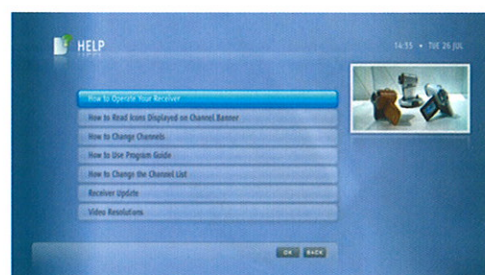 HELP
14:55 • TUE 26 JUL
How to Operate Your Receiver
How to Read Icons Displayed on Channel Banner
How to Change Channels
How to Use Program Guide
How to Change the Channel List
Receiver Update
Video Resolutions
OK BACK